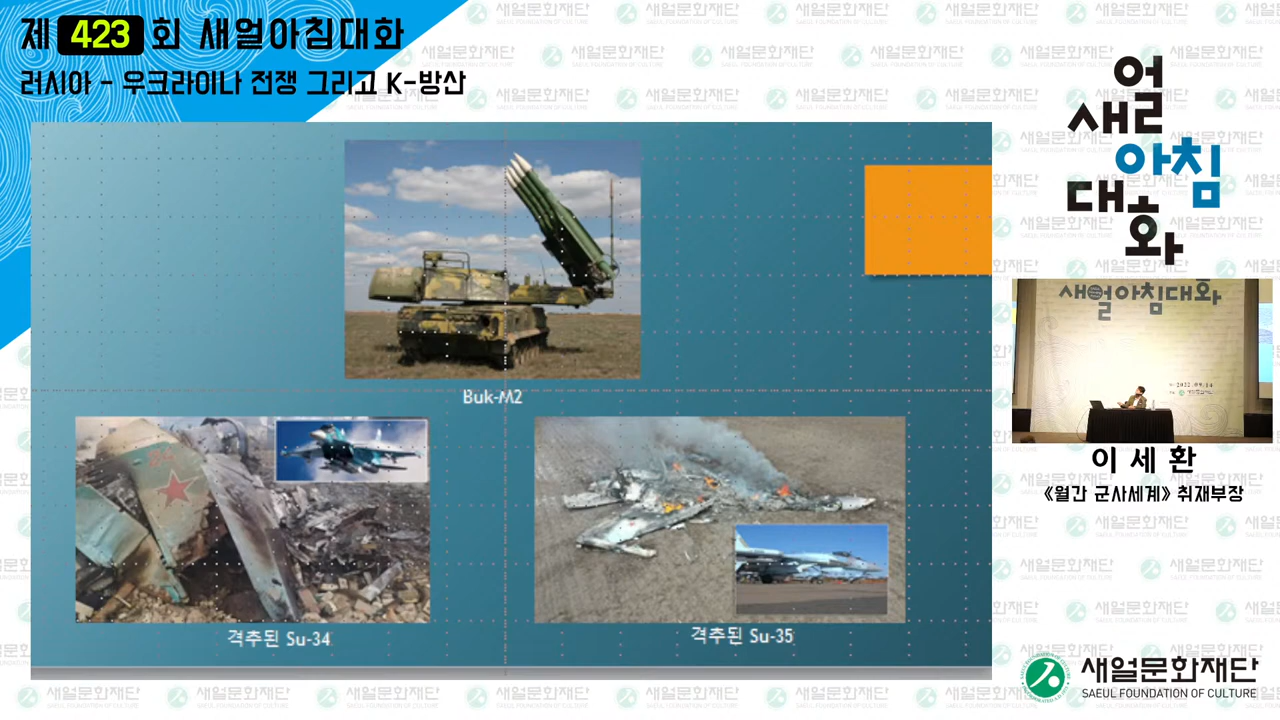 제 423 회 새얼아침대화
러시아 - 우크라이나 전쟁 그리고 K-방산
Buk-M2
격추된 Su-34
격추된 Su-35
새얼
아침
대화
새얼아침대화
2022.09.14
이 세 환
《월간 군사세계》 취재부장
새얼문화재단
SAEUL FOUNDATION OF CULTURE